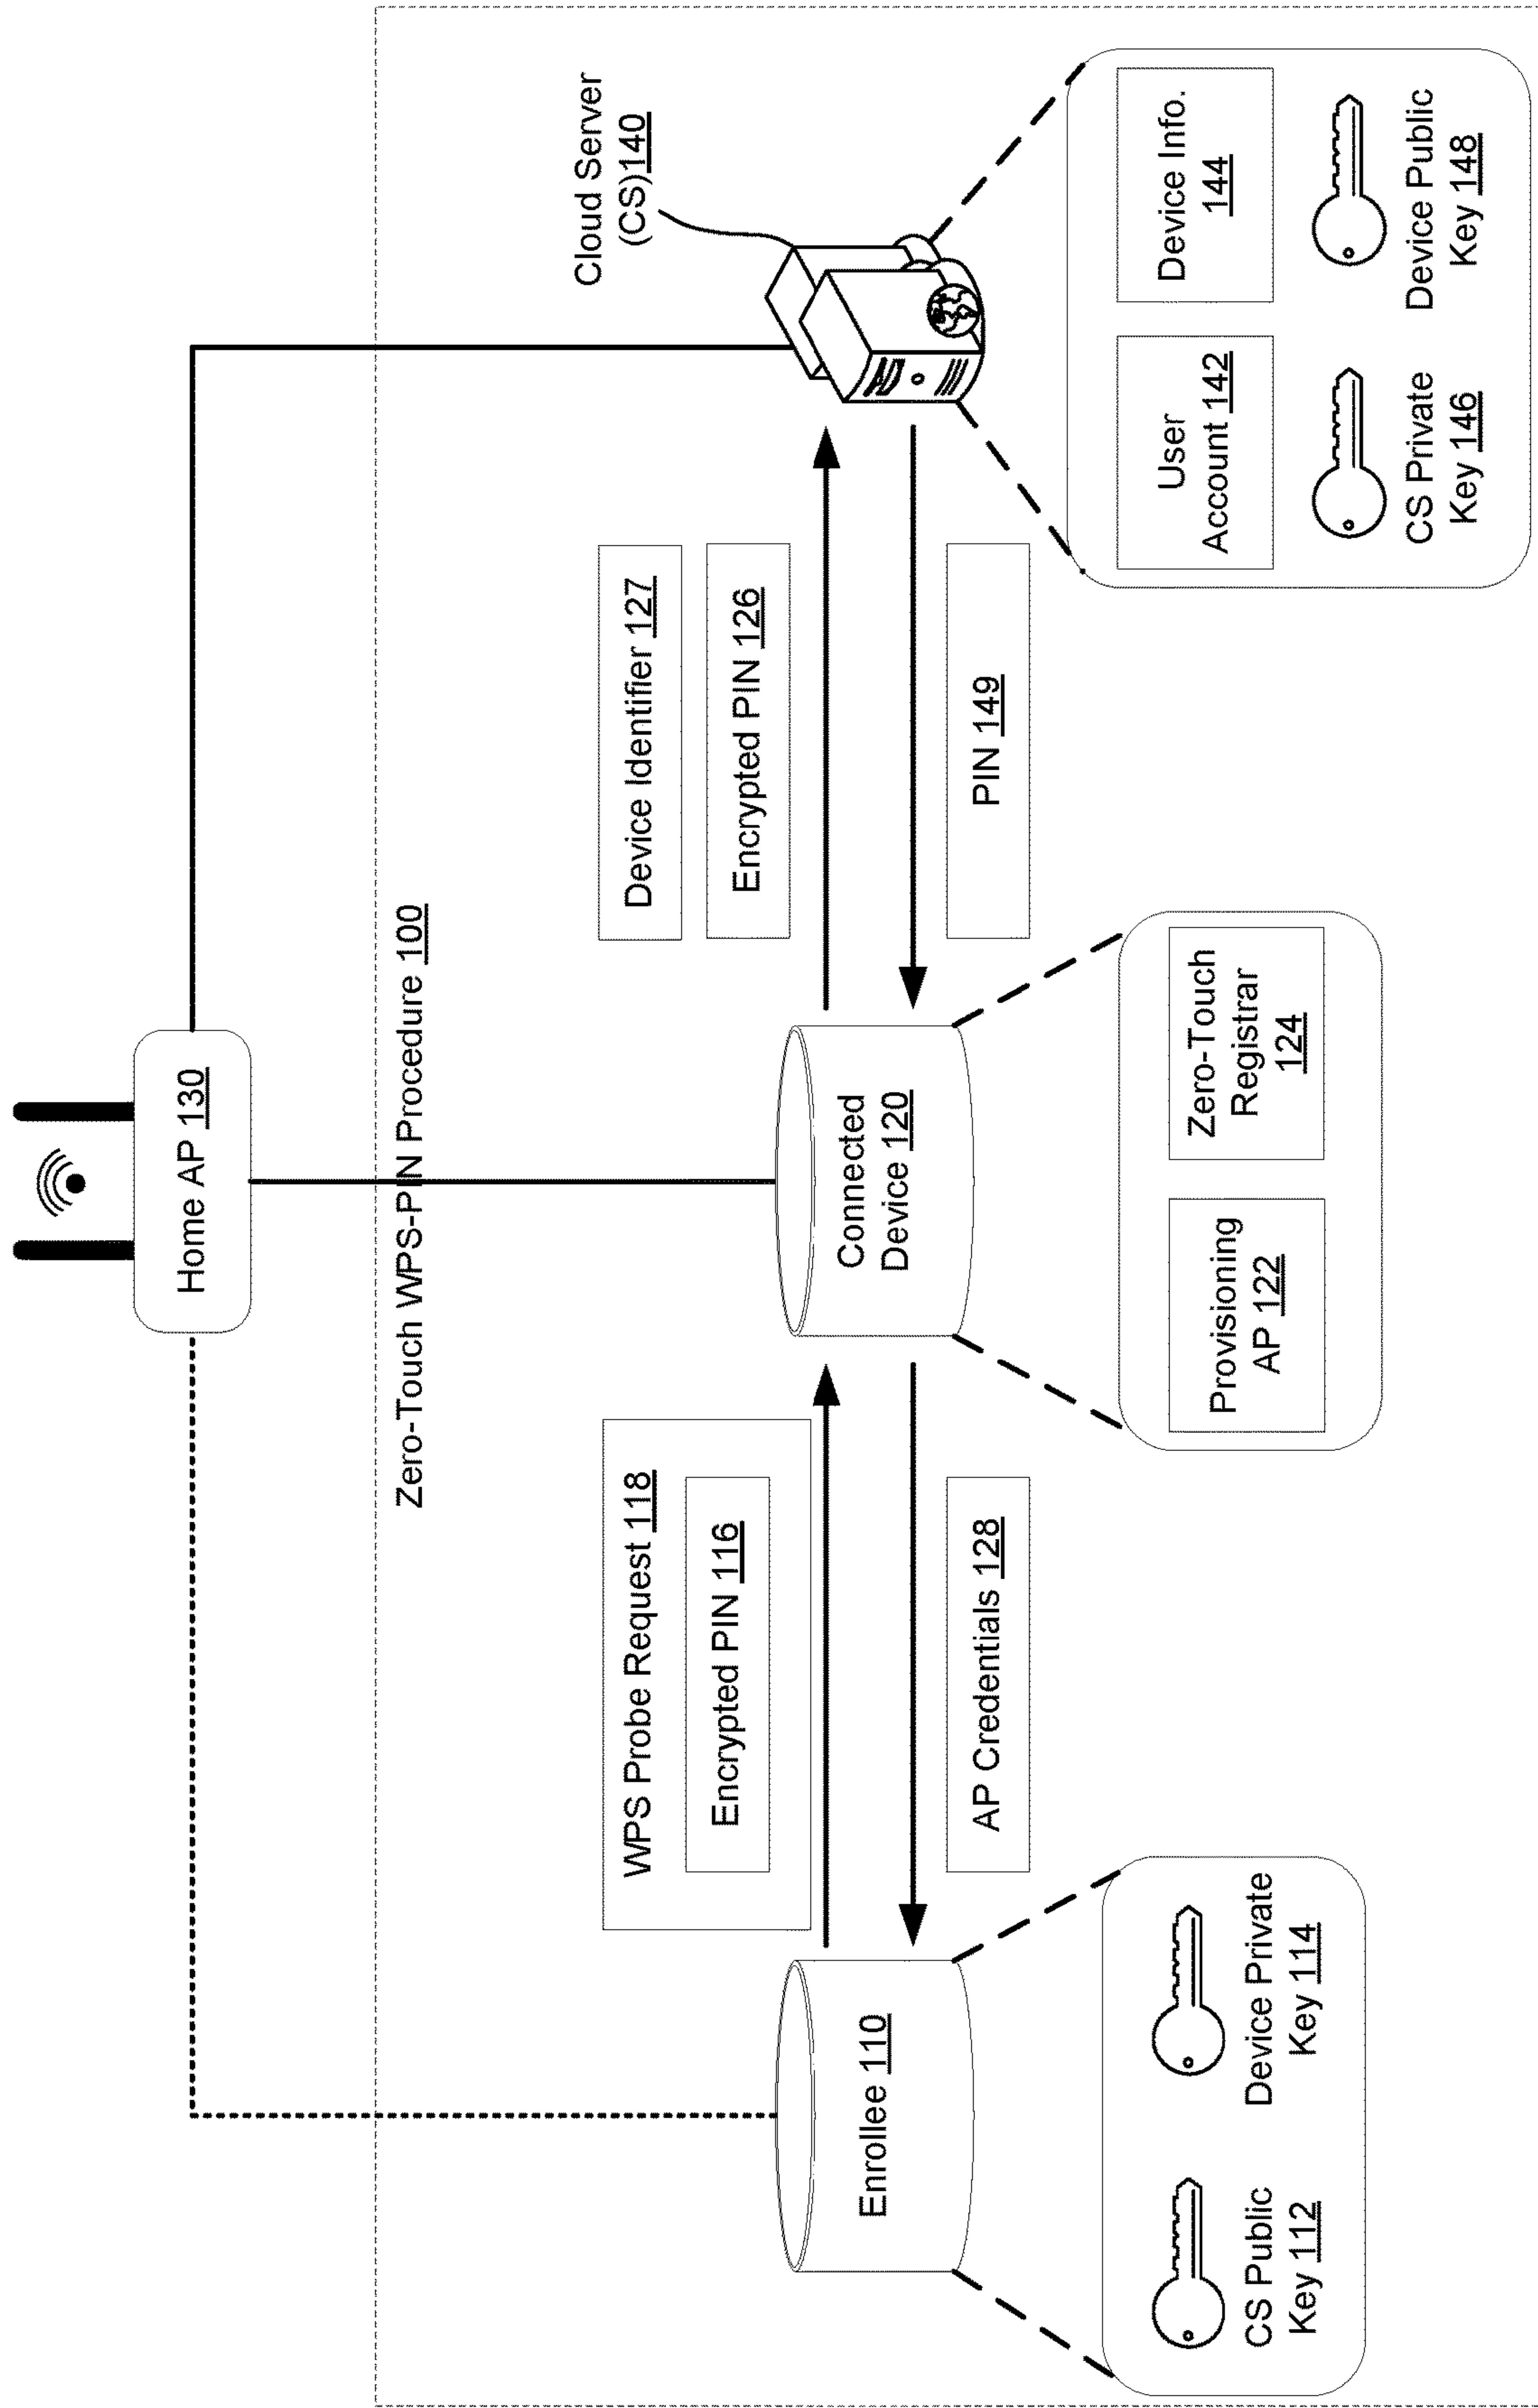 Home AP 130
Zero-Touch WPS-PIN Procedure 100
Cloud Server
(CS)140
WPS Probe Request 118
Encrypted PIN 116
Device Identifier 127
Encrypted PIN 126
Enrollee 110
Connected
Device 120
AP Credentials 128
PIN 149
CS Public
Key 112
Device Private
Key 114
Provisioning
AP 122
Zero-Touch
Registrar
124
User
Account 142
Device Info.
144
CS Private
Key 146
Device Public
Key 148